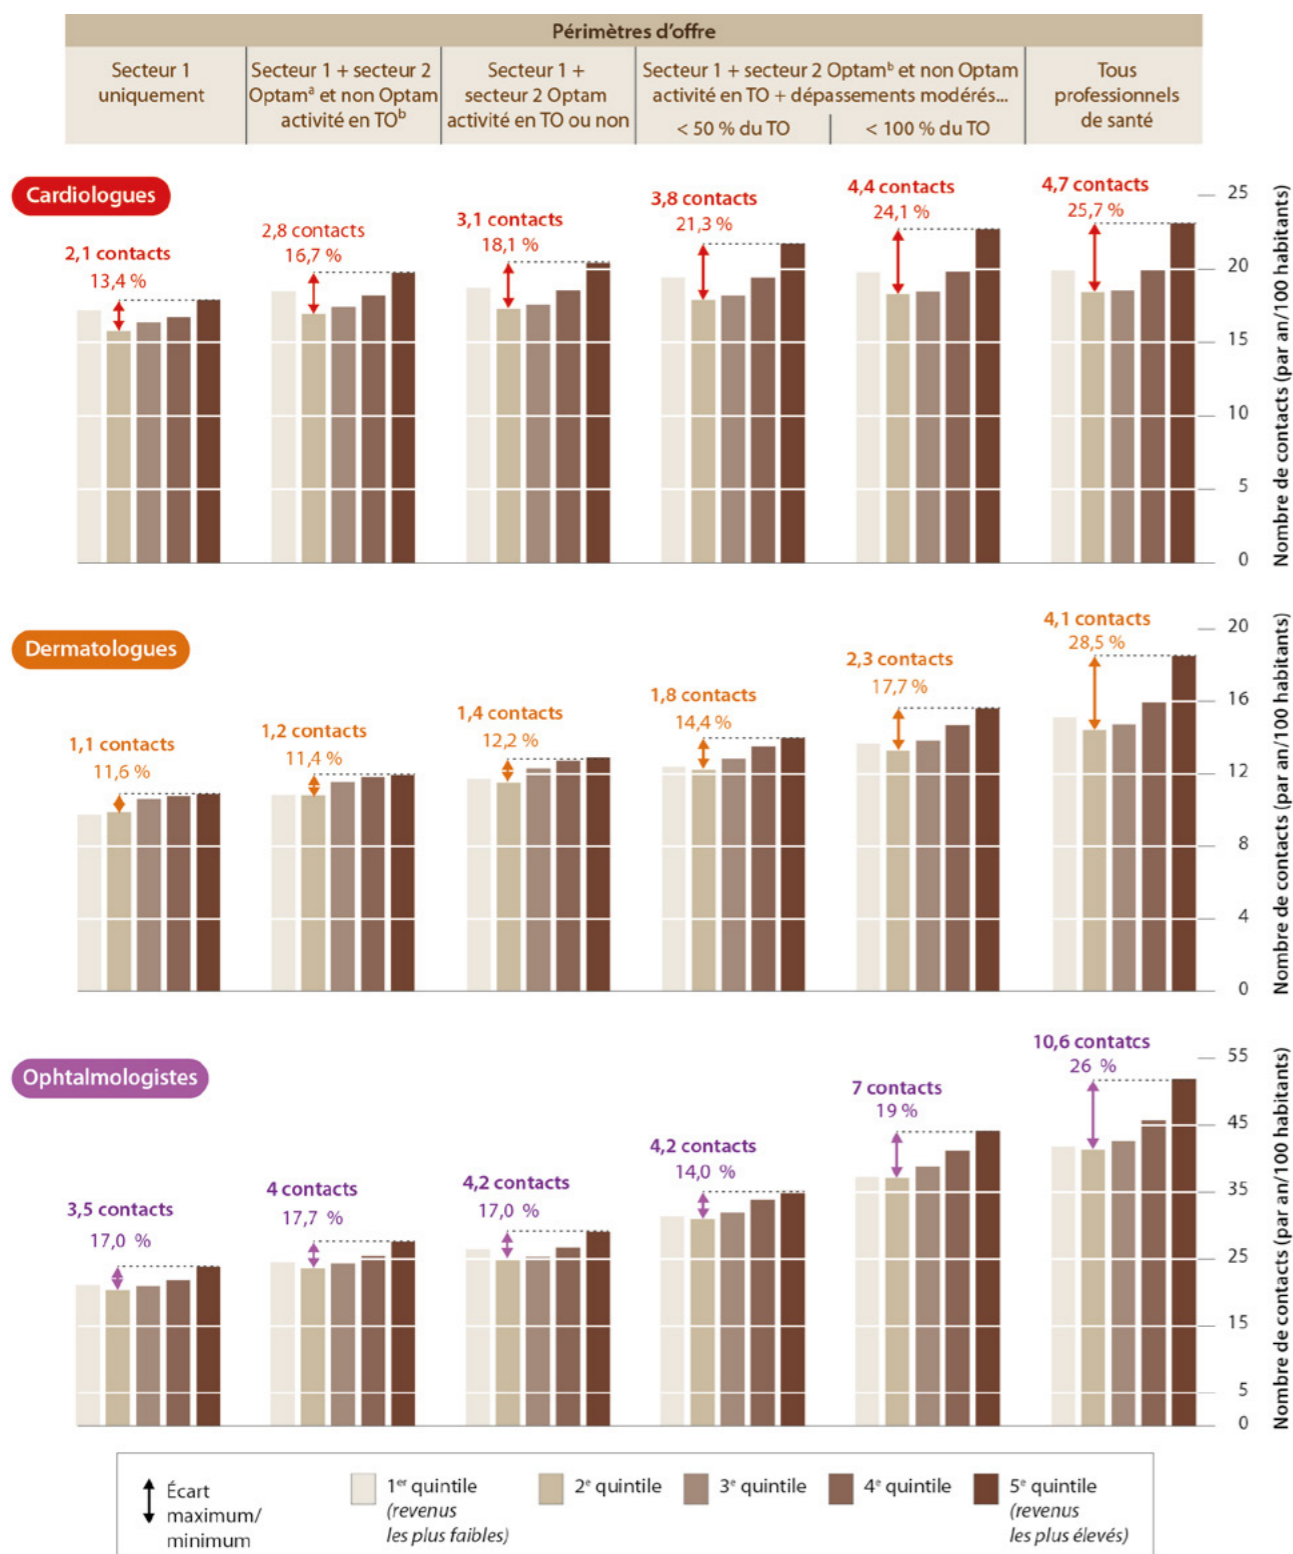 Périmètres d'offre
Secteur 1
uniquement
Secteur 1 + secteur 2
Optamᵃ et non Optam
activité en TOᵇ
Secteur 1 +
secteur 2 Optam
activité en TO ou non
Secteur 1 + secteur 2 Optamᵇ et non Optam
activité en TO + dépassements modérés...
< 50 % du TO
< 100 % du TO
Tous
professionnels
de santé
Cardiologues
2,1 contacts
13,4 %
2,8 contacts
16,7 %
3,1 contacts
18,1 %
3,8 contacts
21,3 %
4,4 contacts
24,1 %
4,7 contacts
25,7 %
25
20
15
10
5
0
Nombre de contacts (par an/100 habitants)
Dermatologues
1,1 contacts
11,6 %
1,2 contacts
11,4 %
1,4 contacts
12,2 %
1,8 contacts
14,4 %
2,3 contacts
17,7 %
4,1 contacts
28,5 %
20
16
12
8
4
0
Nombre de contacts (par an/100 habitants)
Ophtalmologistes
3,5 contacts
17,0 %
4 contacts
17,7 %
4,2 contacts
17,0 %
4,2 contacts
14,0 %
7 contacts
19 %
10,6 contatcs
26 %
55
45
35
25
15
5
0
Nombre de contacts (par an/100 habitants)
Écart
maximum/
minimum
1ᵉʳ quintile
(revenus
les plus faibles)
2ᵉ quintile
3ᵉ quintile
4ᵉ quintile
5ᵉ quintile
(revenus
les plus élevés)